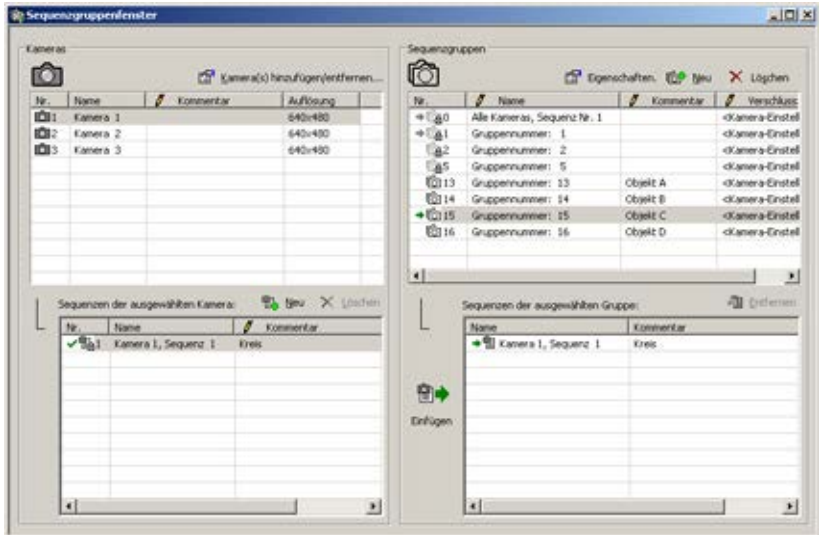 Sequenzgruppenfenster
Kameras
Kamera(s) hinzufügen/entfernen...
Nr. Name Kommentar Auflösung
1 Kamera 1 640x480
2 Kamera 2 640x480
3 Kamera 3 640x480
Sequenzen der ausgewählten Kamera: Neu Löschen
Nr. Name Kommentar
1 Kamera 1, Sequenz 1 Kreis
Einfügen
Sequenzgruppen
Eigenschaften. Neu Löschen
Nr. Name Kommentar Verschluss
0 Alle Kameras, Sequenz Nr. 1 <Kamera-Einstell
1 Gruppennummer: 1 <Kamera-Einstell
2 Gruppennummer: 2 <Kamera-Einstell
5 Gruppennummer: 5 <Kamera-Einstell
13 Gruppennummer: 13 Objekt A <Kamera-Einstell
14 Gruppennummer: 14 Objekt B <Kamera-Einstell
15 Gruppennummer: 15 Objekt C <Kamera-Einstell
16 Gruppennummer: 16 Objekt D <Kamera-Einstell
Sequenzen der ausgewählten Gruppe: Entfernen
Name Kommentar
Kamera 1, Sequenz 1 Kreis